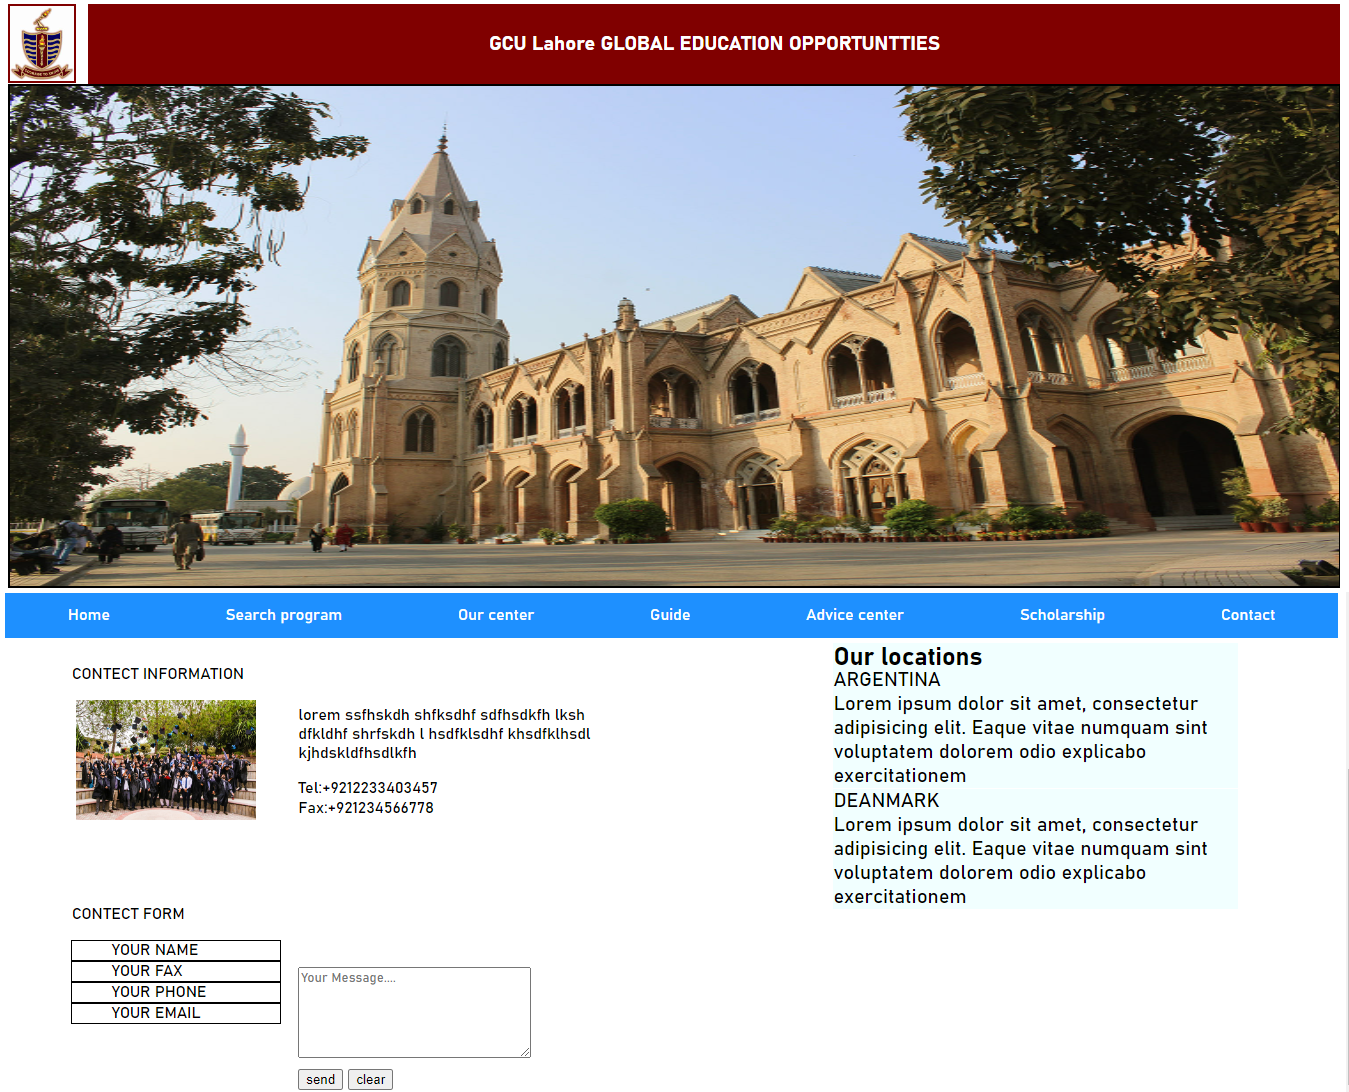 GCU Lahore GLOBAL EDUCATION OPPORTUNTTIES
Home Search program Our center Guide Advice center Scholarship Contact
CONTECT INFORMATION
lorem ssfhskdh shfksdhf sdfhsdkfh lksh
dfkldhf shrfskdh l hsdfklsdhf khsdfklhsdl
kjhdskldfhsdlkfh
Tel:+9212233403457
Fax:+921234566778
Our locations
ARGENTINA
Lorem ipsum dolor sit amet, consectetur
adipisicing elit. Eaque vitae numquam sint
voluptatem dolorem odio explicabo
exercitationem
DEANMARK
Lorem ipsum dolor sit amet, consectetur
adipisicing elit. Eaque vitae numquam sint
voluptatem dolorem odio explicabo
exercitationem
CONTECT FORM
YOUR NAME
YOUR FAX
YOUR PHONE
YOUR EMAIL
Your Message....
send clear